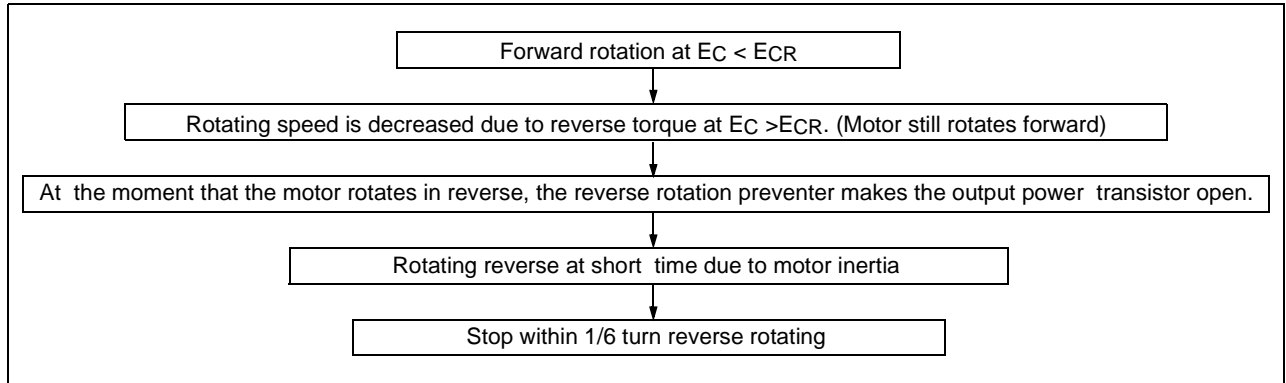 Forward rotation at EC < ECR
Rotating speed is decreased due to reverse torque at EC >ECR. (Motor still rotates forward)
At the moment that the motor rotates in reverse, the reverse rotation preventer makes the output power transistor open.
Rotating reverse at short time due to motor inertia
Stop within 1/6 turn reverse rotating